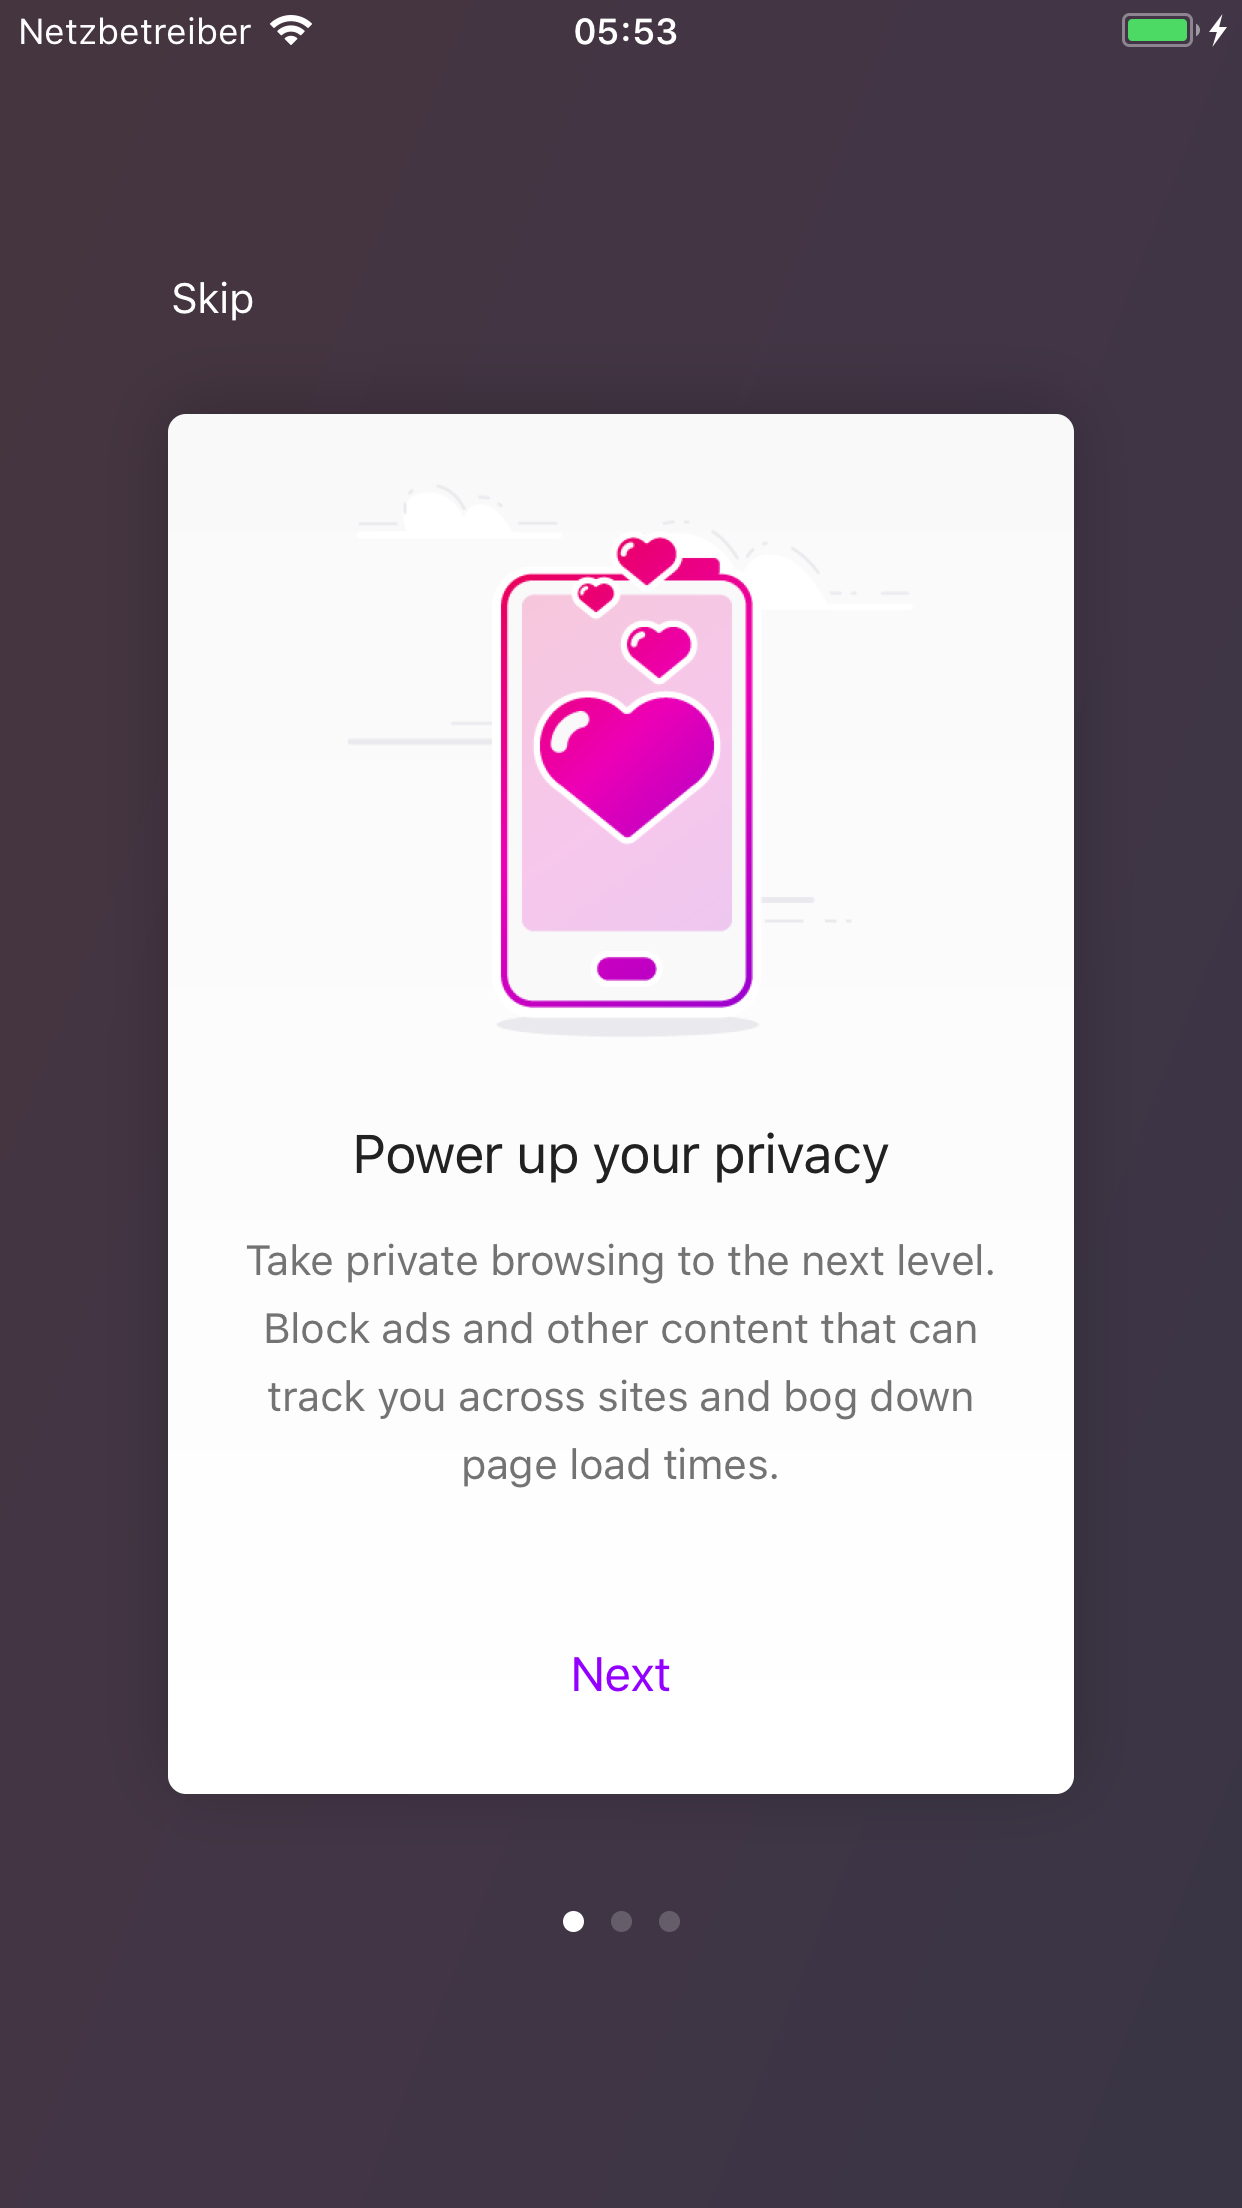 Netzbetreiber 05:53
Skip
Power up your privacy
Take private browsing to the next level.
Block ads and other content that can
track you across sites and bog down
page load times.
Next